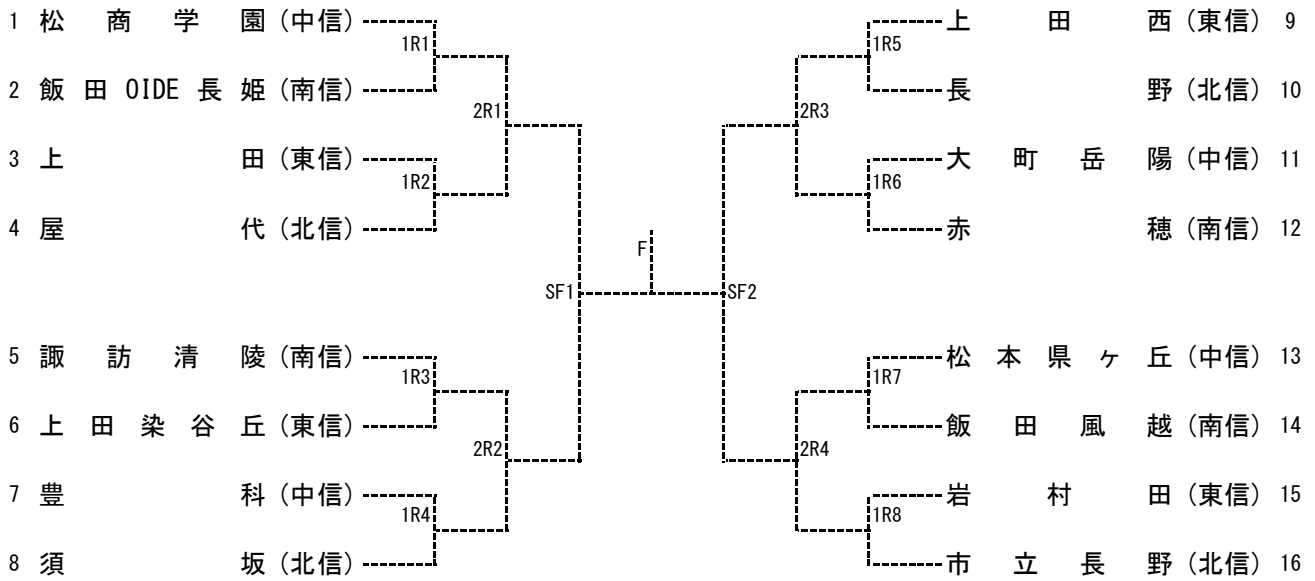 1 松商学園 (中信)
1R1
2 飯田OIDE長姫 (南信)
2R1
3 上田 (東信)
1R2
4 屋代 (北信)
SF1
5 諏訪清陵 (南信)
1R3
6 上田染谷丘 (東信)
2R2
7 豊科 (中信)
1R4
8 須坂 (北信)
F
上田西 (東信) 9
1R5
長野 (北信) 10
2R3
大町岳陽 (中信) 11
1R6
赤穂 (南信) 12
SF2
松本県ヶ丘 (中信) 13
1R7
飯田風越 (南信) 14
2R4
岩村田 (東信) 15
1R8
市立長野 (北信) 16